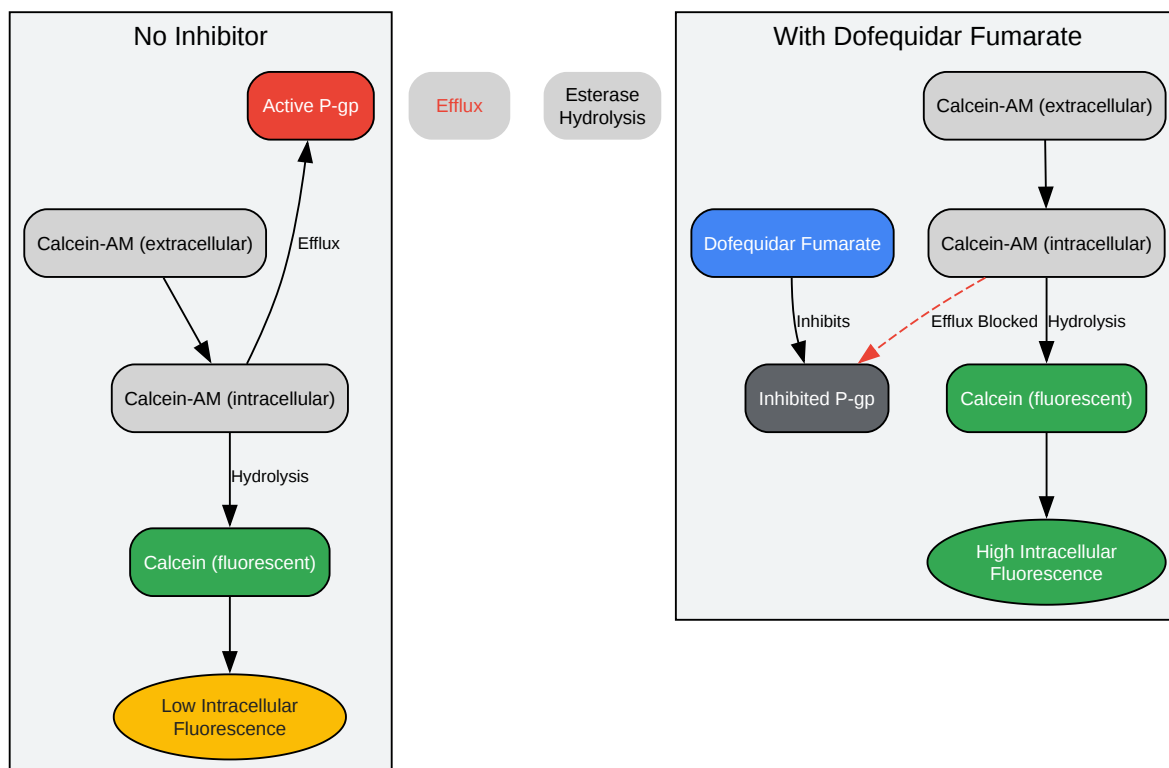 No Inhibitor
Active P-gp
Calcein-AM (extracellular)
Efflux
Calcein-AM (intracellular)
Hydrolysis
Calcein (fluorescent)
Low Intracellular
Fluorescence
Efflux
Esterase
Hydrolysis
With Dofequidar Fumarate
Calcein-AM (extracellular)
Dofequidar Fumarate
Calcein-AM (intracellular)
Inhibits
Efflux Blocked
Hydrolysis
Inhibited P-gp
Calcein (fluorescent)
High Intracellular
Fluorescence